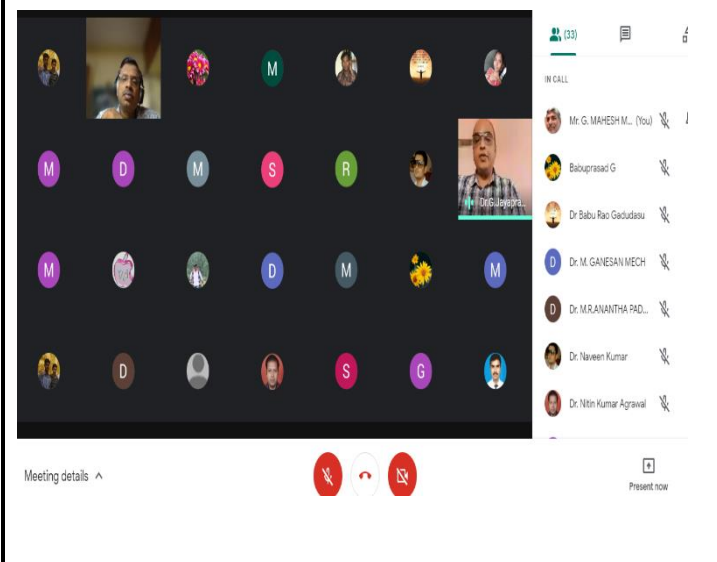 (33)
IN CALL
M
Mr. G. MAHESH M... (You)
M D M S R
Babuprasad G
Dr.G.Jayapra...
Dr Babu Rao Gadudasu
M D M M
D Dr. M. GANESAN MECH
D Dr. M.R.ANANTHA PAD...
Dr. Naveen Kumar
D S G
Dr. Nitin Kumar Agrawal
Meeting details
Present now